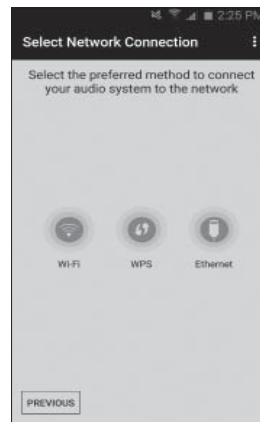 2:25 PM
Select Network Connection
Select the preferred method to connect
your audio system to the network
Wi-Fi
WPS
Ethernet
PREVIOUS